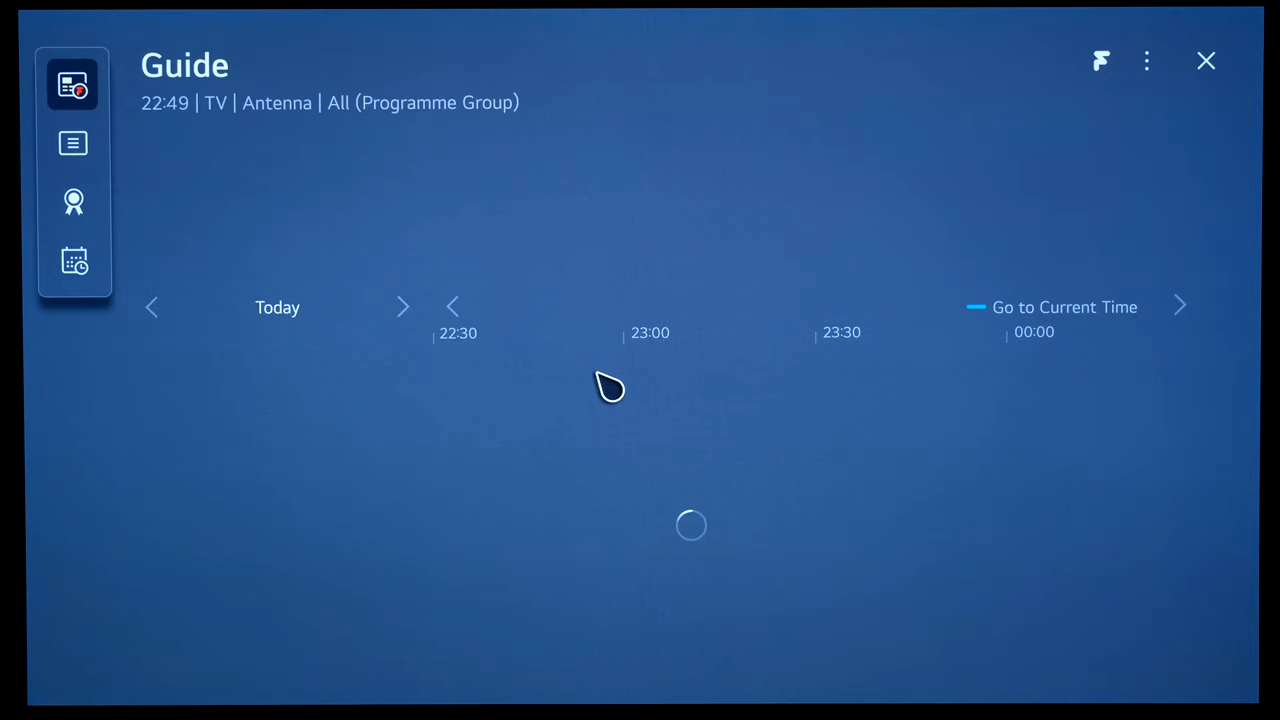 Guide
22:49 | TV | Antenna | All (Programme Group)
Today
Go to Current Time
22:30
23:00
23:30
00:00